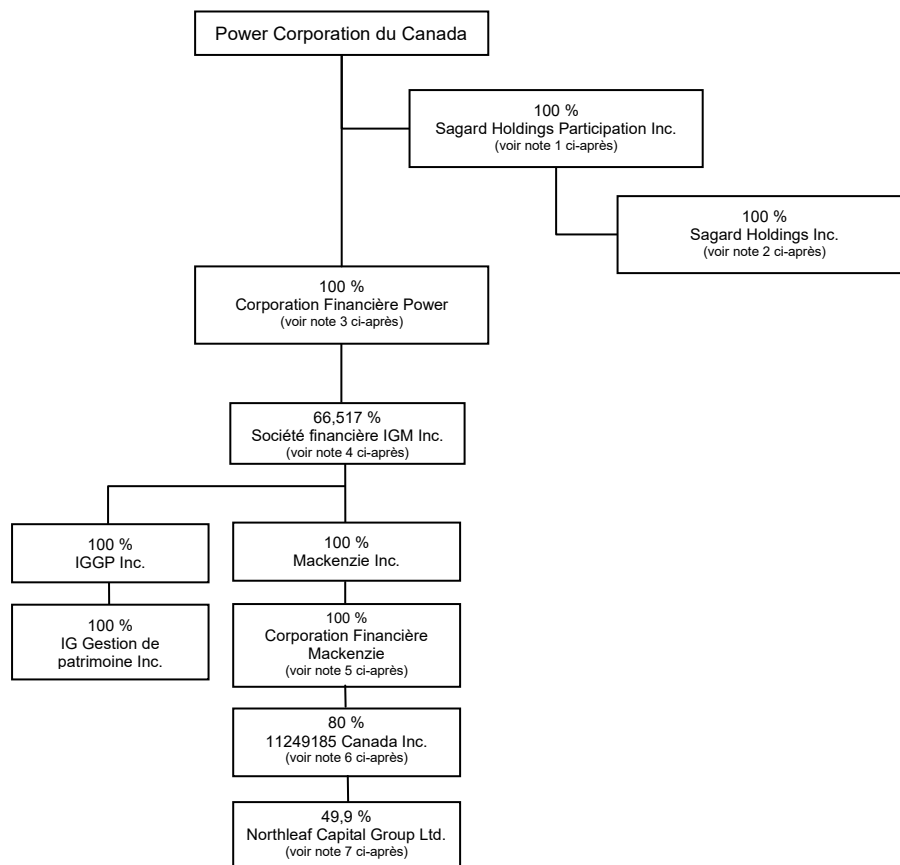 Power Corporation du Canada
100 %
Sagard Holdings Participation Inc.
(voir note 1 ci-après)
100 %
Sagard Holdings Inc.
(voir note 2 ci-après)
100 %
Corporation Financière Power
(voir note 3 ci-après)
66,517 %
Société financière IGM Inc.
(voir note 4 ci-après)
100 %
IGGP Inc.
100 %
Mackenzie Inc.
100 %
IG Gestion de
patrimoine Inc.
100 %
Corporation Financière
Mackenzie
(voir note 5 ci-après)
80 %
11249185 Canada Inc.
(voir note 6 ci-après)
49,9 %
Northleaf Capital Group Ltd.
(voir note 7 ci-après)